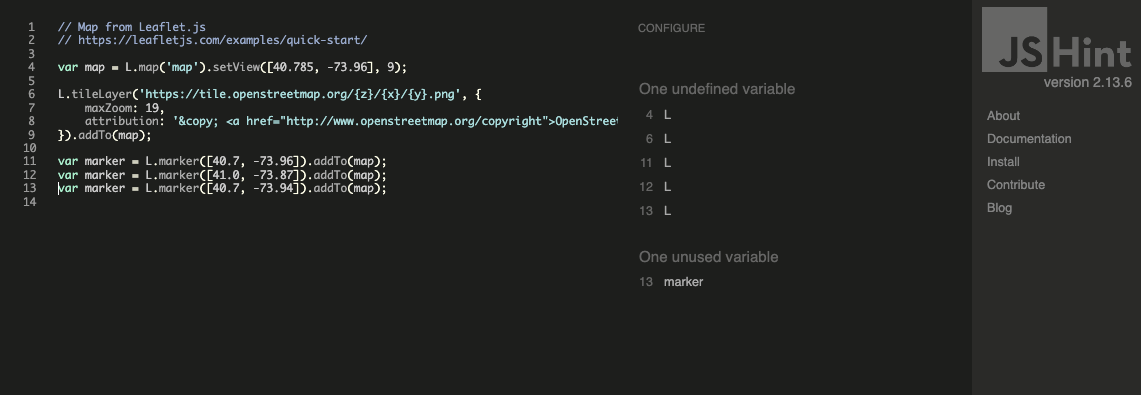 1 // Map from Leaflet.js
2 // https://leafletjs.com/examples/quick-start/
3
4 var map = L.map('map').setView([40.785, -73.96], 9);
5
6 L.tileLayer('https://tile.openstreetmap.org/{z}/{x}/{y}.png', {
7 maxZoom: 19,
8 attribution: '&copy; <a href="http://www.openstreetmap.org/copyright">OpenStreet
9 }).addTo(map);
10
11 var marker = L.marker([40.7, -73.96]).addTo(map);
12 var marker = L.marker([41.0, -73.87]).addTo(map);
13 var marker = L.marker([40.7, -73.94]).addTo(map);
14
CONFIGURE
One undefined variable
4 L
6 L
11 L
12 L
13 L
One unused variable
13 marker
JSHint
version 2.13.6
About
Documentation
Install
Contribute
Blog